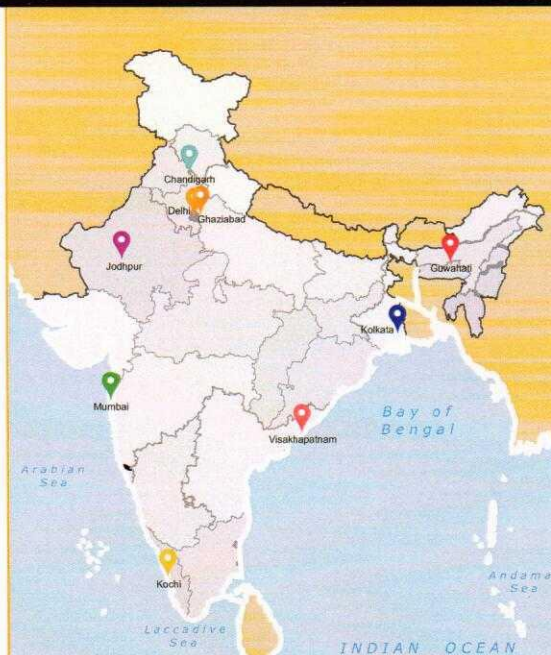 Chandigarh
Delhi
Ghaziabad
Jodhpur
Guwahati
Kolkata
Mumbai
Visakhapatnam
Bay of
Bengal
Arabian
Sea
Kochi
Andama
Sea
Laccadive
Sea
INDIAN OCEAN